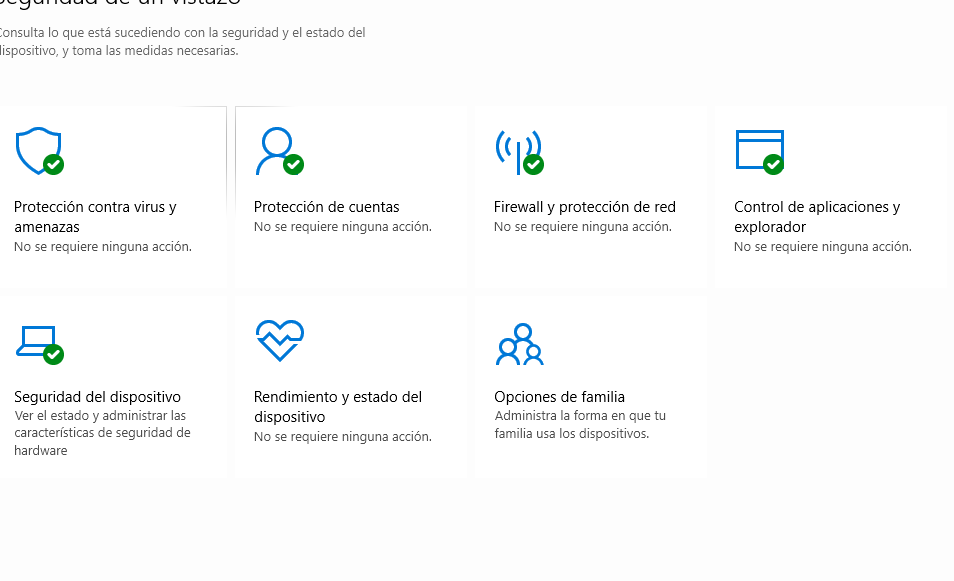 Seguridad de un vistazo
Consulta lo que está sucediendo con la seguridad y el estado del
dispositivo, y toma las medidas necesarias.
Protección contra virus y
amenazas
No se requiere ninguna acción.
Protección de cuentas
No se requiere ninguna acción.
Firewall y protección de red
No se requiere ninguna acción.
Control de aplicaciones y
explorador
No se requiere ninguna acción.
Seguridad del dispositivo
Ver el estado y administrar las
características de seguridad de
hardware
Rendimiento y estado del
dispositivo
No se requiere ninguna acción.
Opciones de familia
Administra la forma en que tu
familia usa los dispositivos.